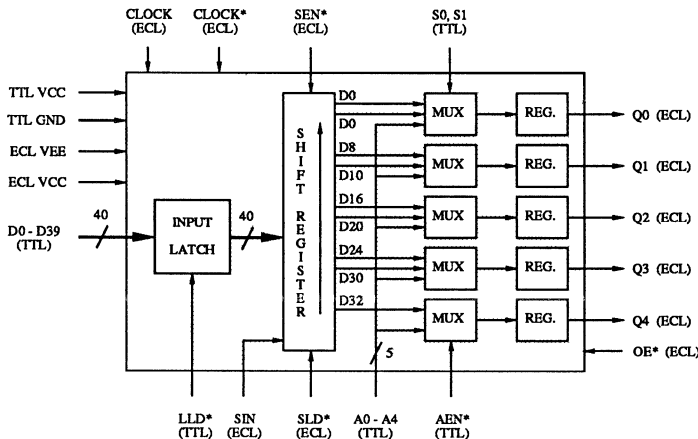 CLOCK
(ECL)
CLOCK*
(ECL)
SEN*
(ECL)
S0, S1
(TTL)
TTL VCC
TTL GND
ECL VEE
ECL VCC
D0 - D39
(TTL)
40
INPUT
LATCH
40
SHIFT REGISTER
D0
D0
D8
D10
D16
D20
D24
D30
D32
MUX
REG.
Q0 (ECL)
MUX
REG.
Q1 (ECL)
MUX
REG.
Q2 (ECL)
MUX
REG.
Q3 (ECL)
MUX
REG.
Q4 (ECL)
5
OE* (ECL)
LLD*
(TTL)
SIN
(ECL)
SLD*
(ECL)
A0 - A4
(TTL)
AEN*
(TTL)